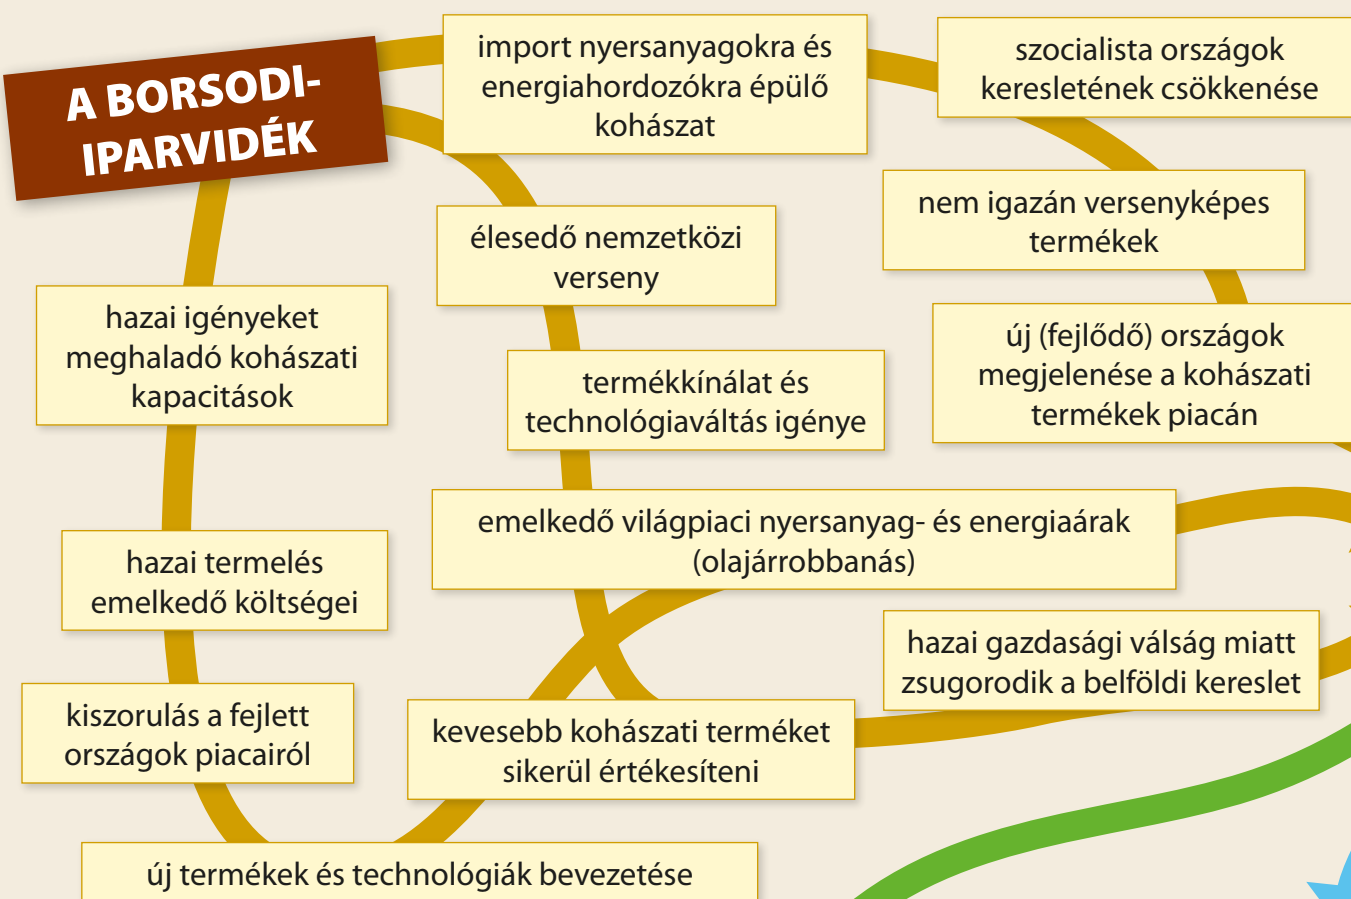 A BORSODI-
IPARVIDÉK
import nyersanyagokra és
energiahordozókra épülő
kohászat
szocialista országok
keresletének csökkenése
nem igazán versenyképes
termékek
élesedő nemzetközi
verseny
hazai igényeket
meghaladó kohászati
kapacitások
új (fejlődő) országok
megjelenése a kohászati
termékek piacán
termékkínálat és
technológiaváltás igénye
emelkedő világpiaci nyersanyag- és energiaárak
(olajárrobbanás)
hazai termelés
emelkedő költségei
hazai gazdasági válság miatt
zsugorodik a belföldi kereslet
kiszorulás a fejlett
országok piacairól
kevesebb kohászati terméket
sikerül értékesíteni
új termékek és technológiák bevezetése